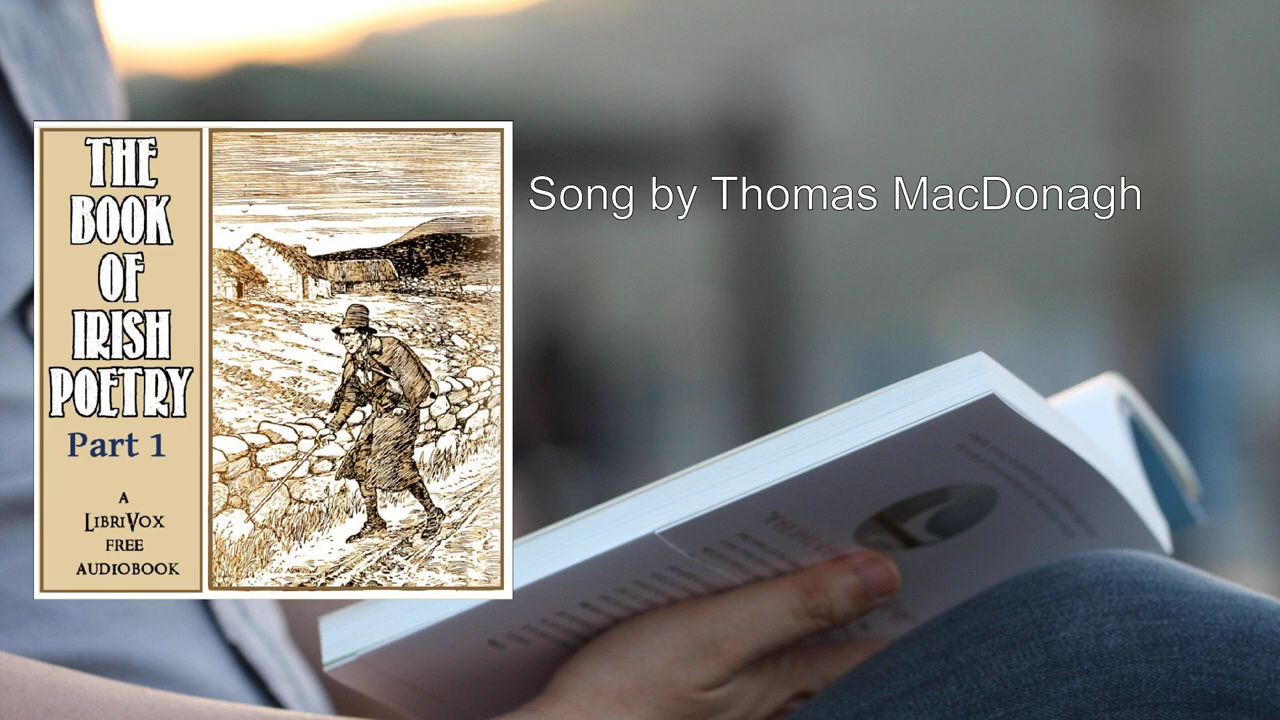 THE
BOOK
OF
IRISH
POETRY
Part 1
A
LIBRIVOX
FREE
AUDIOBOOK
Song by Thomas MacDonagh